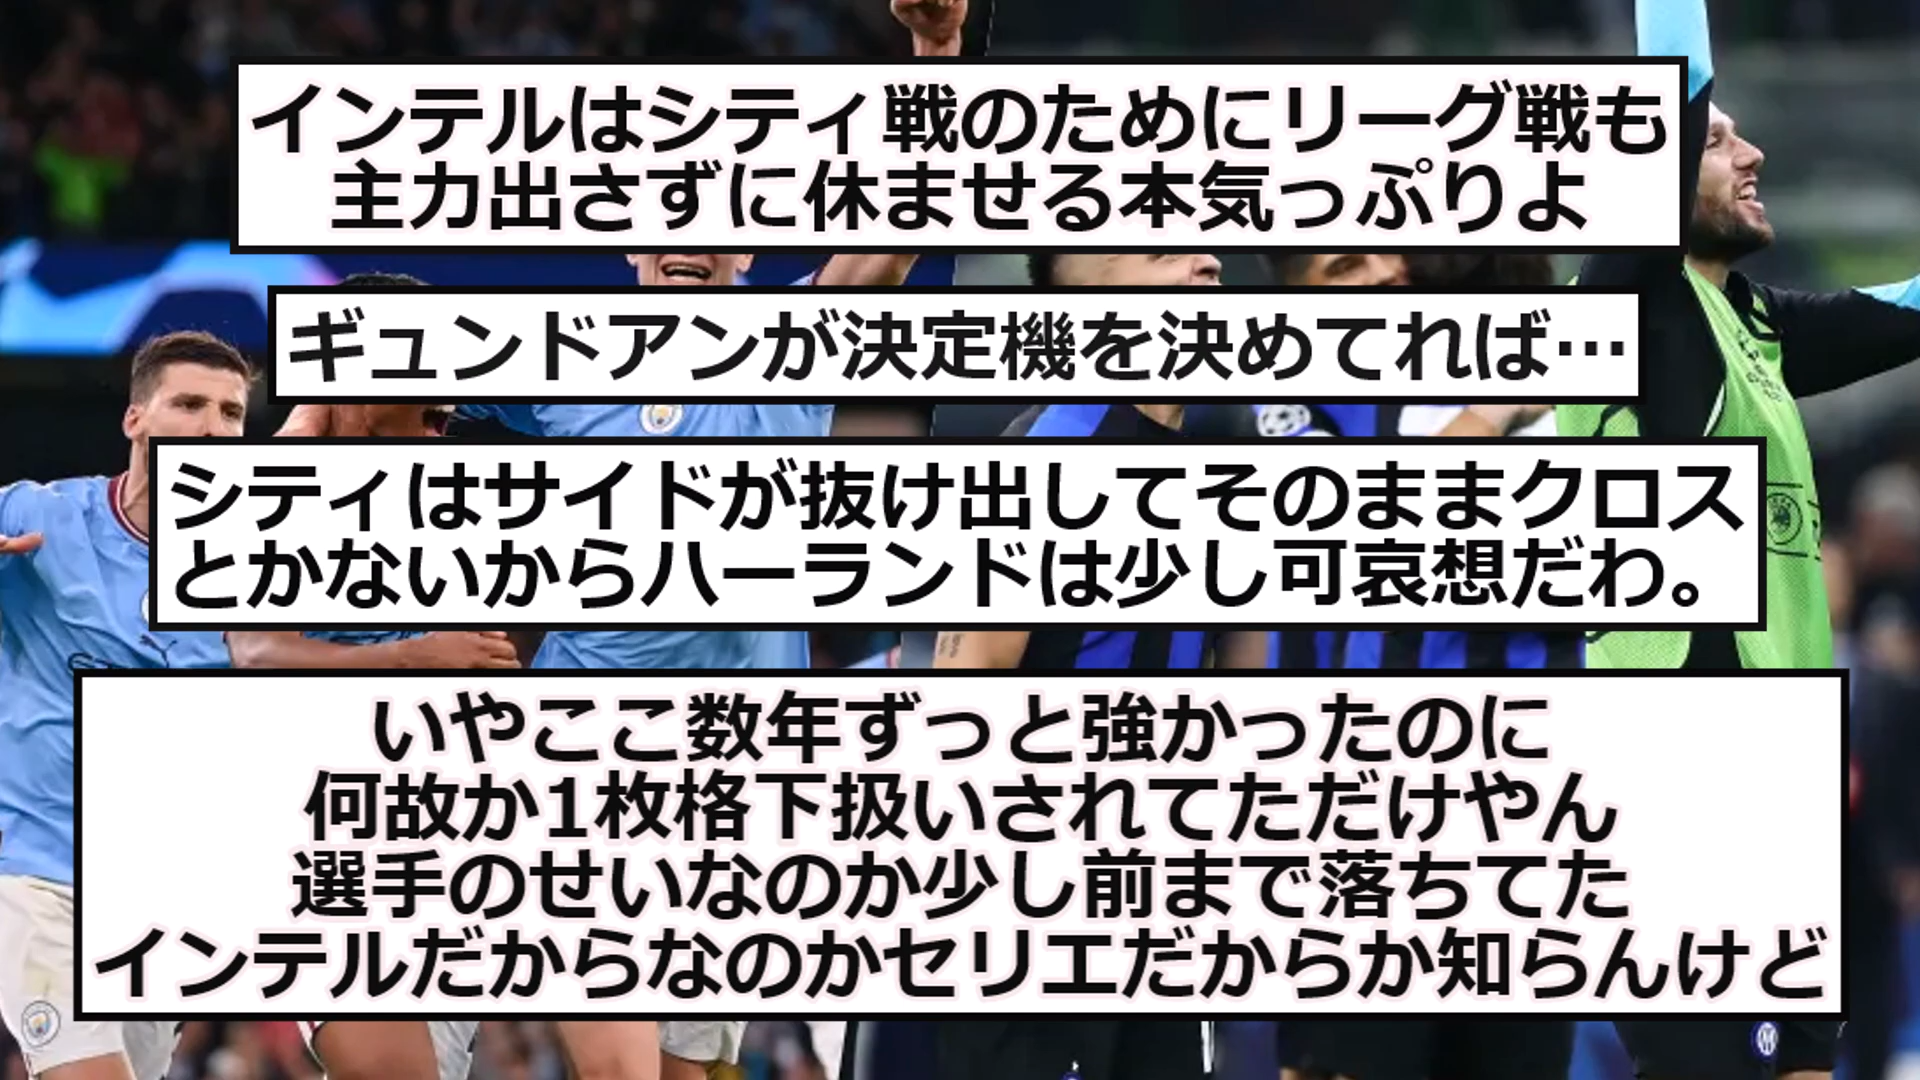 インテルはシティ戦のためにリーグ戦も
主力出さずに休ませる本気っぷりよ
ギュンドアンが決定機を決めてれば…
シティはサイドが抜け出してそのままクロス
とかないからハーランドは少し可哀想だわ。
いやここ数年ずっと強かったのに
何故か1枚格下扱いされてただけやん
選手のせいなのか少し前まで落ちてた
インテルだからなのかセリエだからか知らんけど